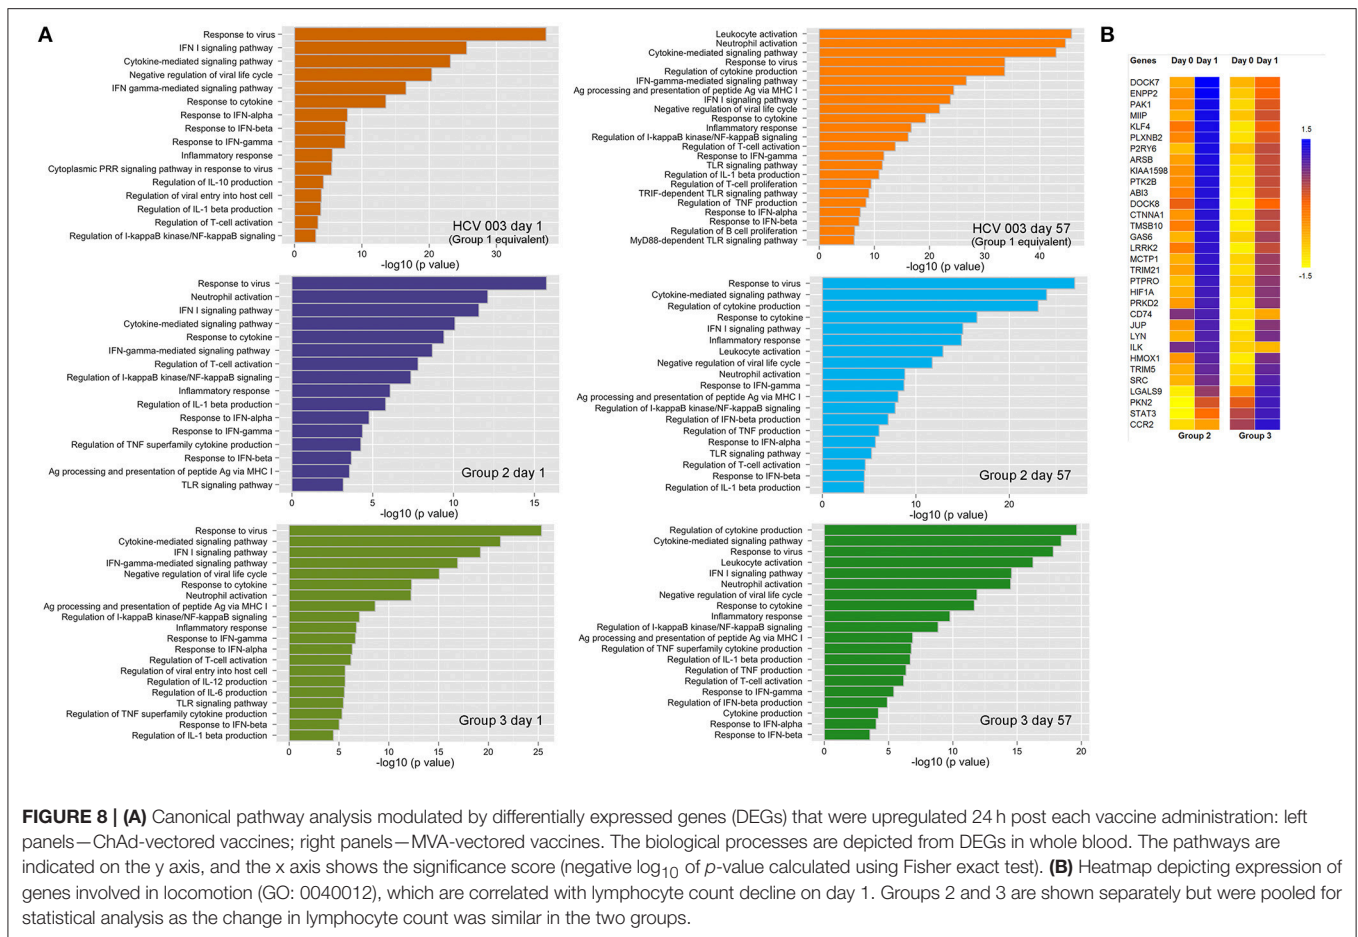 A
Response to virus
IFN I signaling pathway
Cytokine-mediated signaling pathway
Negative regulation of viral life cycle
IFN gamma-mediated signaling pathway
Response to cytokine
Response to IFN-alpha
Response to IFN-beta
Response to IFN-gamma
Inflammatory response
Cytoplasmic PRR signaling pathway in response to virus
Regulation of IL-10 production
Regulation of viral entry into host cell
Regulation of IL-1 beta production
Regulation of T-cell activation
Regulation of I-kappaB kinase/NF-kappaB signaling
HCV 003 day 1
(Group 1 equivalent)
0 10 20 30
-log10 (p value)
Leukocyte activation
Neutrophil activation
Cytokine-mediated signaling pathway
Response to virus
Regulation of cytokine production
IFN-gamma-mediated signaling pathway
Ag processing and presentation of peptide Ag via MHC I
IFN I signaling pathway
Negative regulation of viral life cycle
Response to cytokine
Inflammatory response
Regulation of I-kappaB kinase/NF-kappaB signaling
Regulation of T-cell activation
Response to IFN-gamma
TLR signaling pathway
Regulation of IL-1 beta production
Regulation of T-cell proliferation
TRIF-dependent TLR signaling pathway
Regulation of TNF production
Response to IFN-alpha
Response to IFN-beta
Regulation of B cell proliferation
MyD88-dependent TLR signaling pathway
HCV 003 day 57
(Group 1 equivalent)
0 10 20 30 40
-log10 (p value)
Response to virus
Neutrophil activation
IFN I signaling pathway
Cytokine-mediated signaling pathway
Response to cytokine
IFN-gamma-mediated signaling pathway
Regulation of T-cell activation
Regulation of I-kappaB kinase/NF-kappaB signaling
Inflammatory response
Regulation of IL-1 beta production
Response to IFN-alpha
Response to IFN-gamma
Regulation of TNF superfamily cytokine production
Response to IFN-beta
Ag processing and presentation of peptide Ag via MHC I
TLR signaling pathway
Group 2 day 1
0 5 10 15
-log10 (p value)
Response to virus
Cytokine-mediated signaling pathway
Regulation of cytokine production
Response to cytokine
IFN I signaling pathway
Inflammatory response
Leukocyte activation
Negative regulation of viral life cycle
Neutrophil activation
Response to IFN-gamma
Ag processing and presentation of peptide Ag via MHC I
Regulation of I-kappaB kinase/NF-kappaB signaling
Regulation of IFN-beta production
Regulation of TNF production
Response to IFN-alpha
TLR signaling pathway
Regulation of T-cell activation
Response to IFN-beta
Regulation of IL-1 beta production
Group 2 day 57
0 10 20
-log10 (p value)
Response to virus
Cytokine-mediated signaling pathway
IFN I signaling pathway
IFN-gamma-mediated signaling pathway
Negative regulation of viral life cycle
Response to cytokine
Neutrophil activation
Ag processing and presentation of peptide Ag via MHC I
Regulation of I-kappaB kinase/NF-kappaB signaling
Inflammatory response
Response to IFN-gamma
Response to IFN-alpha
Regulation of T-cell activation
Regulation of viral entry into host cell
Regulation of IL-12 production
Regulation of IL-6 production
TLR signaling pathway
Regulation of TNF superfamily cytokine production
Response to IFN-beta
Regulation of IL-1 beta production
Group 3 day 1
0 5 10 15 20 25
-log10 (p value)
Regulation of cytokine production
Cytokine-mediated signaling pathway
Response to virus
Leukocyte activation
IFN I signaling pathway
Neutrophil activation
Negative regulation of viral life cycle
Response to cytokine
Inflammatory response
Regulation of I-kappaB kinase/NF-kappaB signaling
Ag processing and presentation of peptide Ag via MHC I
Regulation of TNF superfamily cytokine production
Regulation of IL-1 beta production
Regulation of TNF production
Regulation of T-cell activation
Response to IFN-gamma
Regulation of IFN-beta production
Cytokine production
Response to IFN-alpha
Response to IFN-beta
Group 3 day 57
0 5 10 15 20
-log10 (p value)
B
Genes Day 0 Day 1 Day 0 Day 1
DOCK7
ENPP2
PAK1
MIIP
KLF4
PLXNB2
P2RY6
ARSB
KIAA1598
PTK2B
ABI3
DOCK8
CTNNA1
TMSB10
GAS6
LRRK2
MCTP1
TRIM21
PTPRO
HIF1A
PRKD2
CD74
JUP
LYN
ILK
HMOX1
TRIM5
SRC
LGALS9
PKN2
STAT3
CCR2
Group 2 Group 3
1.5
-1.5
FIGURE 8 | (A) Canonical pathway analysis modulated by differentially expressed genes (DEGs) that were upregulated 24 h post each vaccine administration: left
panels—ChAd-vectored vaccines; right panels—MVA-vectored vaccines. The biological processes are depicted from DEGs in whole blood. The pathways are
indicated on the y axis, and the x axis shows the significance score (negative log10 of p-value calculated using Fisher exact test). (B) Heatmap depicting expression of
genes involved in locomotion (GO: 0040012), which are correlated with lymphocyte count decline on day 1. Groups 2 and 3 are shown separately but were pooled for
statistical analysis as the change in lymphocyte count was similar in the two groups.